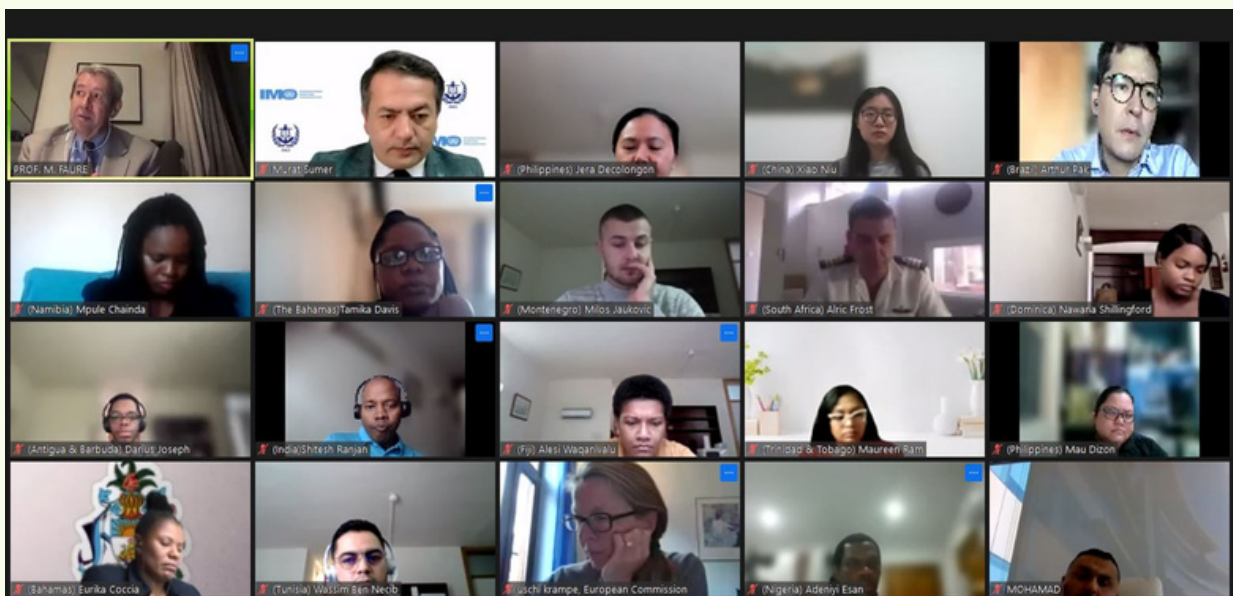 IMO
IMO
PROF. M. FAURE
Murat Sumer
(Philippines) Jera Decolongon
(China) Xiao Niu
(Brazil) Arthur Pak
(Namibia) Mpule Chainda
(The Bahamas)Tamika Davis
(Montenegro) Milos Jaukovic
(South Africa) Alric Frost
(Dominica) Nawana Shillingford
(Antigua & Barbuda) Darius Joseph
(India)Shitesh Ranjan
(Fiji) Alesi Waqanivalu
(Trinidad & Tobago) Maureen Ram
(Philippines) Mau Dizon
(Bahamas) Eurika Coccia
(Tunisia) Wassim Ben Necib
uschi krampe, European Commission
(Nigeria) Adeniyi Esan
MOHAMAD